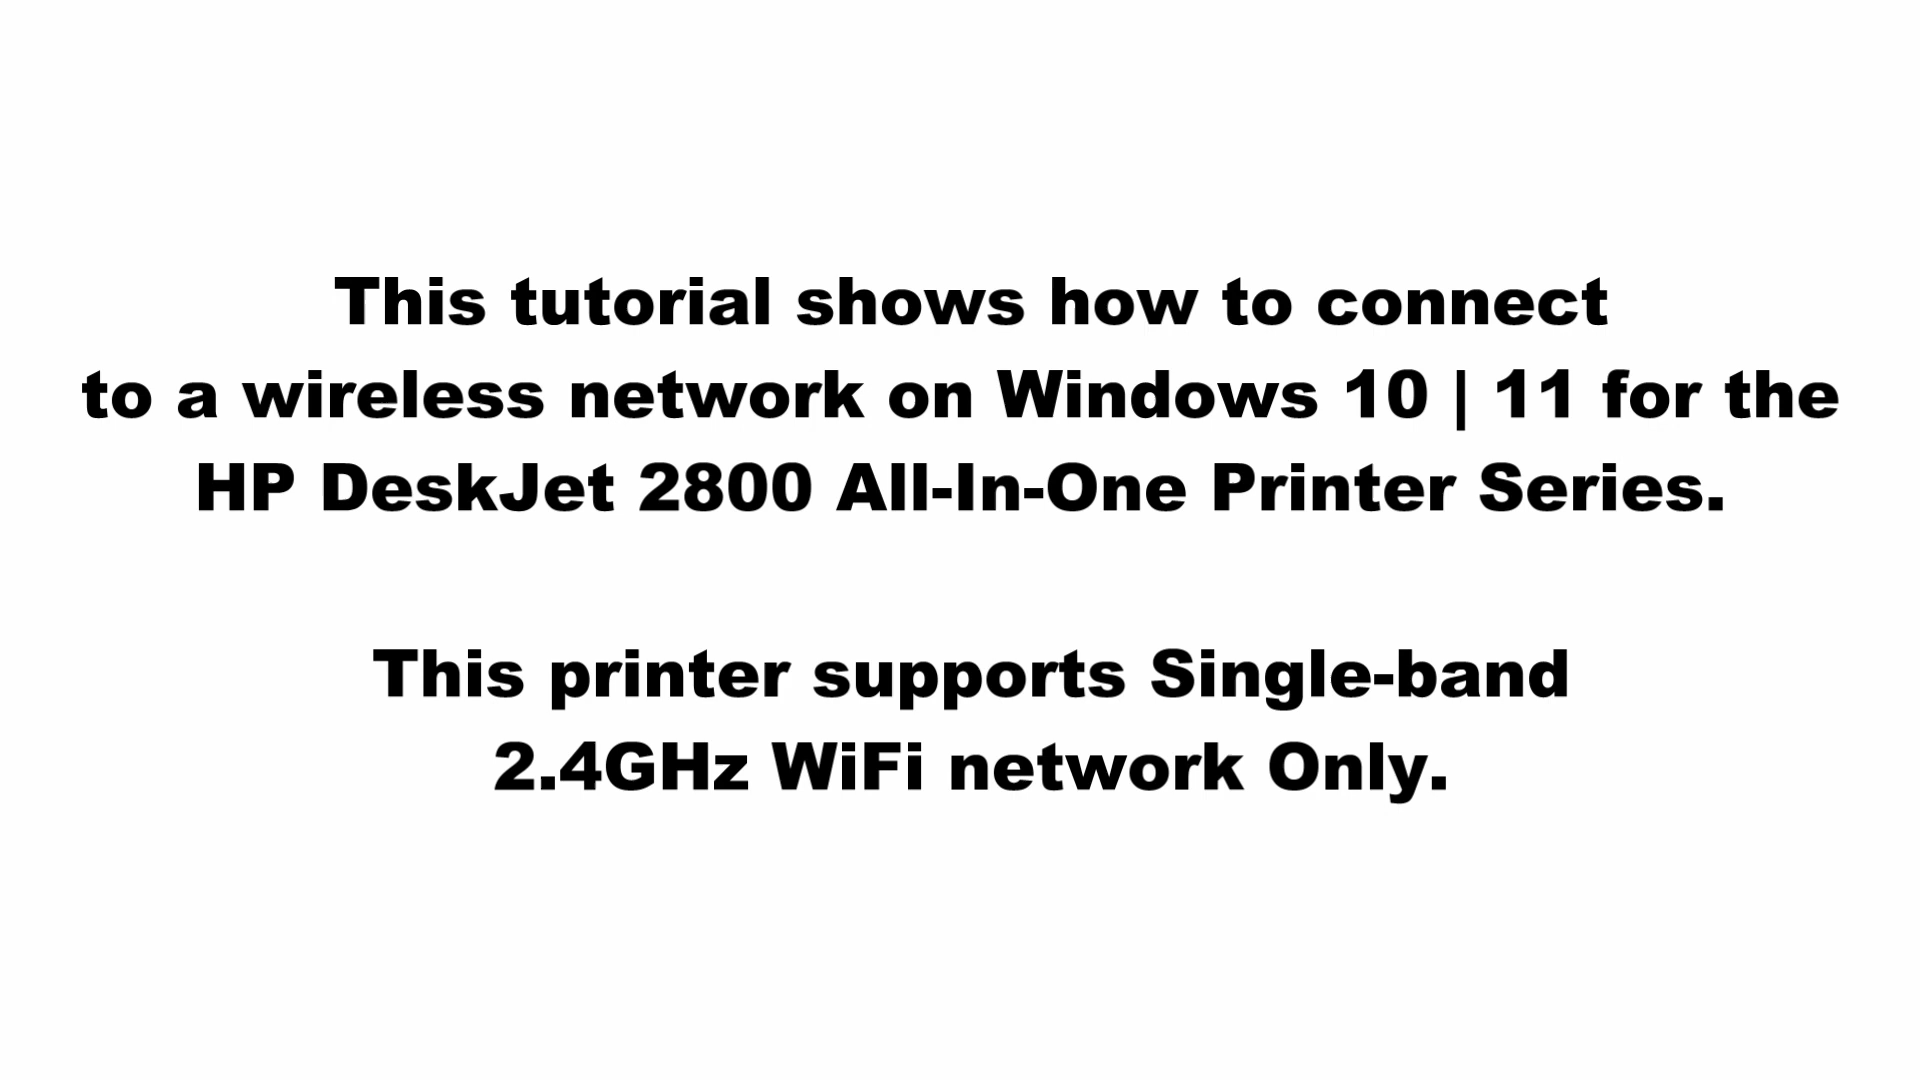 This tutorial shows how to connect
to a wireless network on Windows 10 | 11 for the
HP DeskJet 2800 All-In-One Printer Series.
This printer supports Single-band
2.4GHz WiFi network Only.